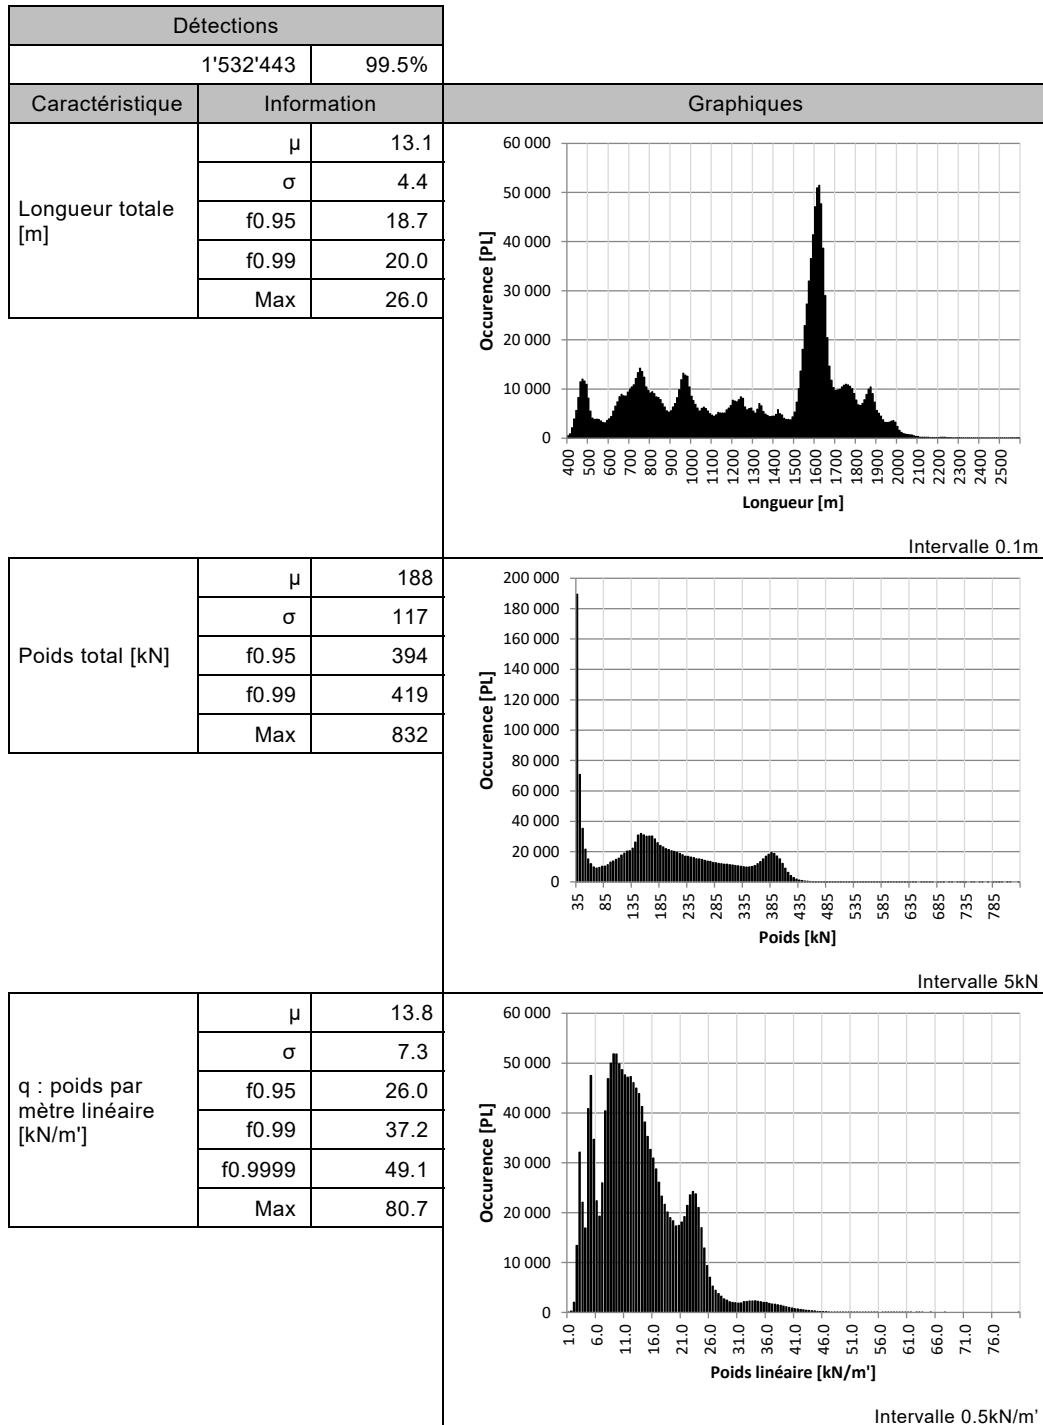 Détections
1'532'443 99.5%
Caractéristique Information Graphiques
Longueur totale
[m]
µ 13.1
σ 4.4
f0.95 18.7
f0.99 20.0
Max 26.0
60 000
50 000
40 000
30 000
20 000
10 000
0
Occurence [PL]
400 500 600 700 800 900 1000 1100 1200 1300 1400 1500 1600 1700 1800 1900 2000 2100 2200 2300 2400 2500
Longueur [m]
Intervalle 0.1m
Poids total [kN]
µ 188
σ 117
f0.95 394
f0.99 419
Max 832
200 000
180 000
160 000
140 000
120 000
100 000
80 000
60 000
40 000
20 000
0
Occurence [PL]
35 85 135 185 235 285 335 385 435 485 535 585 635 685 735 785
Poids [kN]
Intervalle 5kN
q : poids par
mètre linéaire
[kN/m']
µ 13.8
σ 7.3
f0.95 26.0
f0.99 37.2
f0.9999 49.1
Max 80.7
60 000
50 000
40 000
30 000
20 000
10 000
0
Occurence [PL]
1.0 6.0 11.0 16.0 21.0 26.0 31.0 36.0 41.0 46.0 51.0 56.0 61.0 66.0 71.0 76.0
Poids linéaire [kN/m']
Intervalle 0.5kN/m’